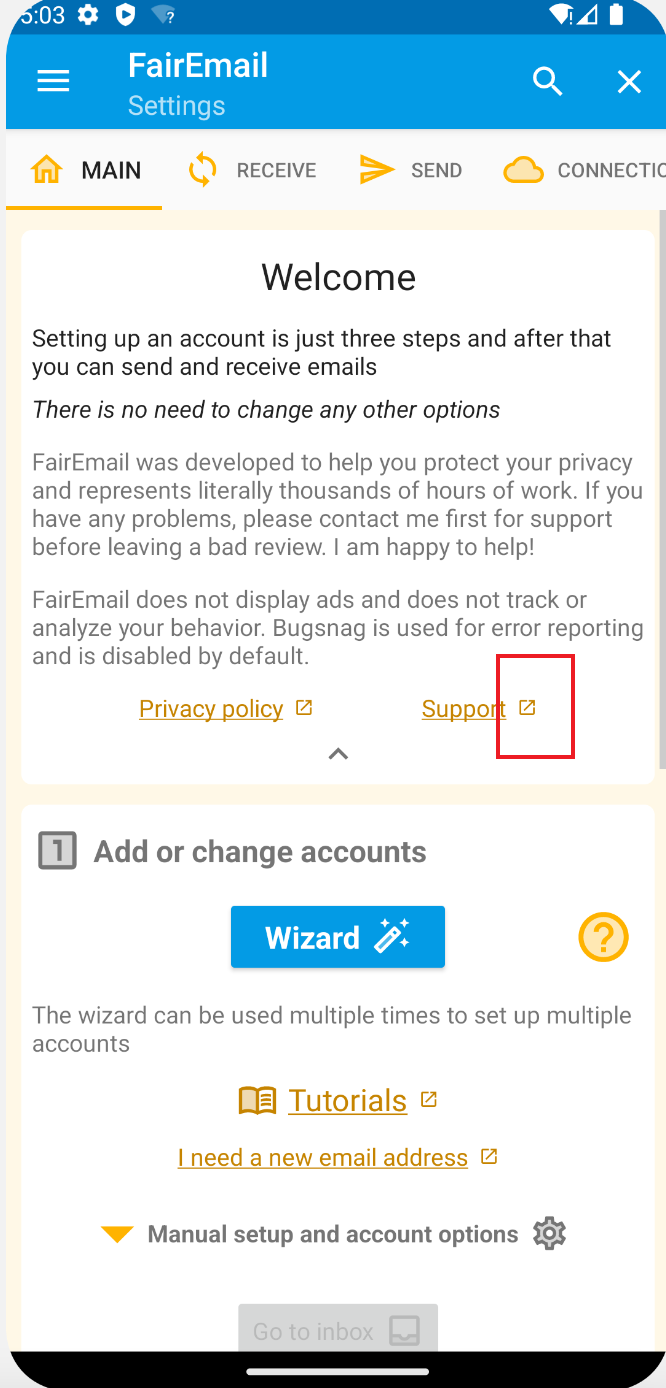 5:03
FairEmail
Settings
MAIN
RECEIVE
SEND
CONNECTIO
Welcome
Setting up an account is just three steps and after that
you can send and receive emails
There is no need to change any other options
FairEmail was developed to help you protect your privacy
and represents literally thousands of hours of work. If you
have any problems, please contact me first for support
before leaving a bad review. I am happy to help!
FairEmail does not display ads and does not track or
analyze your behavior. Bugsnag is used for error reporting
and is disabled by default.
Privacy policy
Support
1
Add or change accounts
Wizard
?
The wizard can be used multiple times to set up multiple
accounts
Tutorials
I need a new email address
Manual setup and account options
Go to inbox